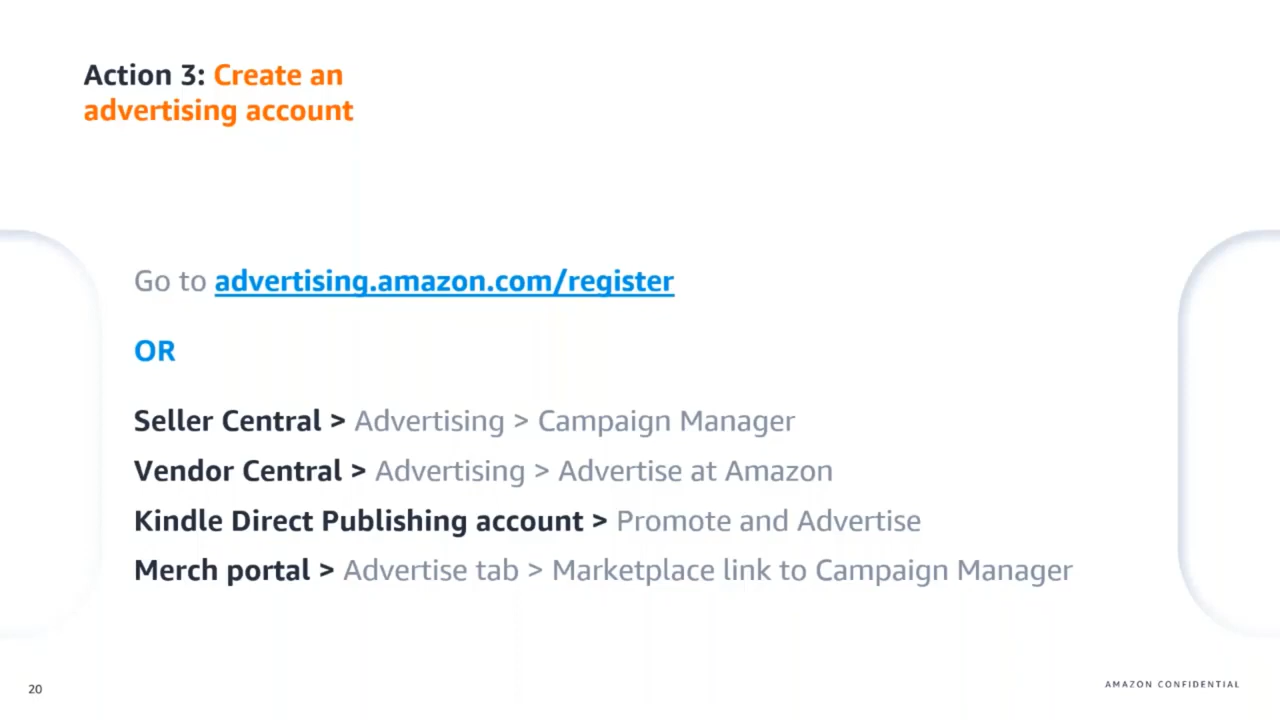 Action 3: Create an
advertising account
Go to advertising.amazon.com/register
OR
Seller Central > Advertising > Campaign Manager
Vendor Central > Advertising > Advertise at Amazon
Kindle Direct Publishing account > Promote and Advertise
Merch portal > Advertise tab > Marketplace link to Campaign Manager
20
AMAZON CONFIDENTIAL